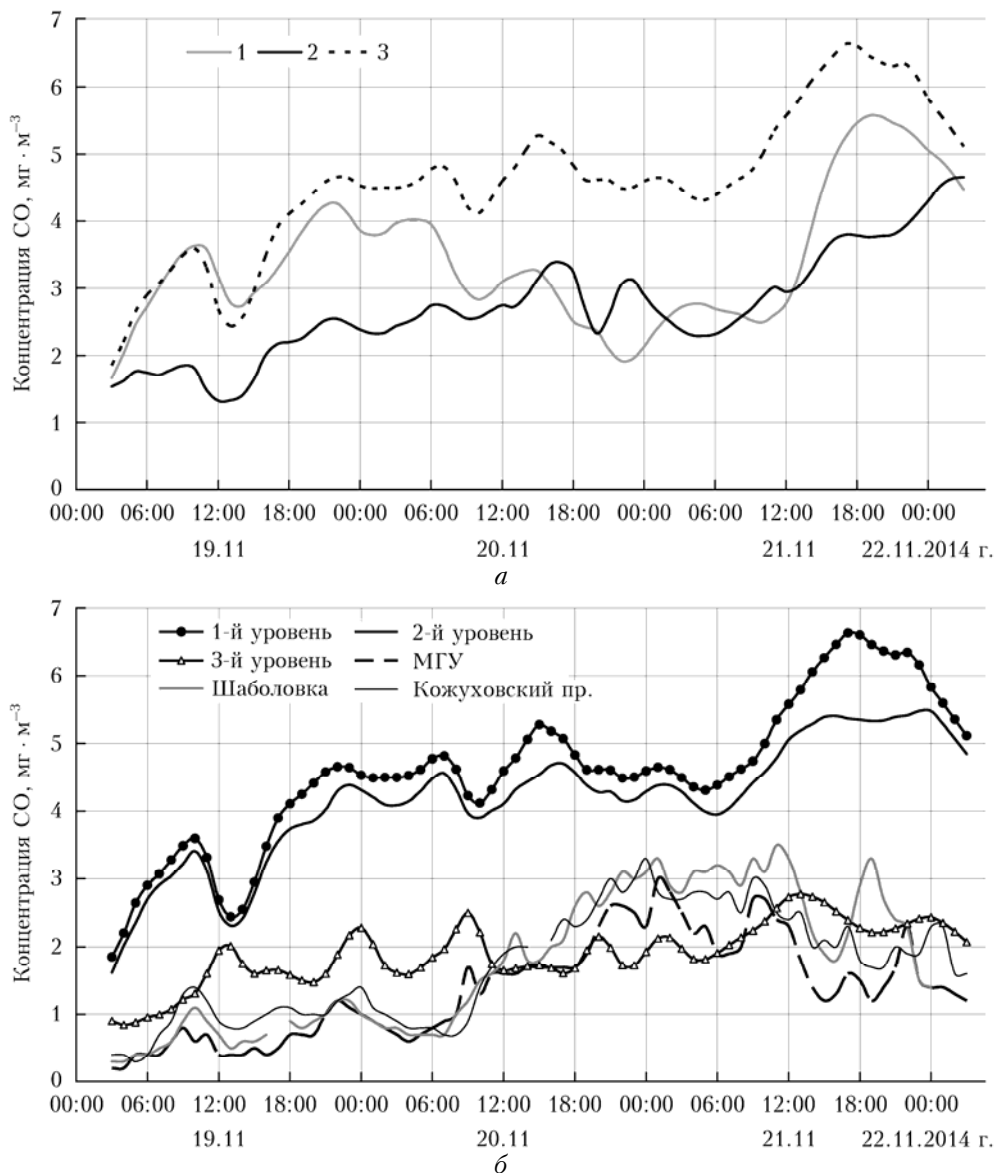 7
6
5
4
3
2
1
0
Концентрация CO, мг · м⁻³
1 2 3
00:00 06:00 12:00 18:00 00:00 06:00 12:00 18:00 00:00 06:00 12:00 18:00 00:00
19.11 20.11 21.11 22.11.2014 г.
а
7
6
5
4
3
2
1
0
Концентрация CO, мг · м⁻³
1-й уровень 2-й уровень
3-й уровень МГУ
Шаболовка Кожуховский пр.
00:00 06:00 12:00 18:00 00:00 06:00 12:00 18:00 00:00 06:00 12:00 18:00 00:00
19.11 20.11 21.11 22.11.2014 г.
б